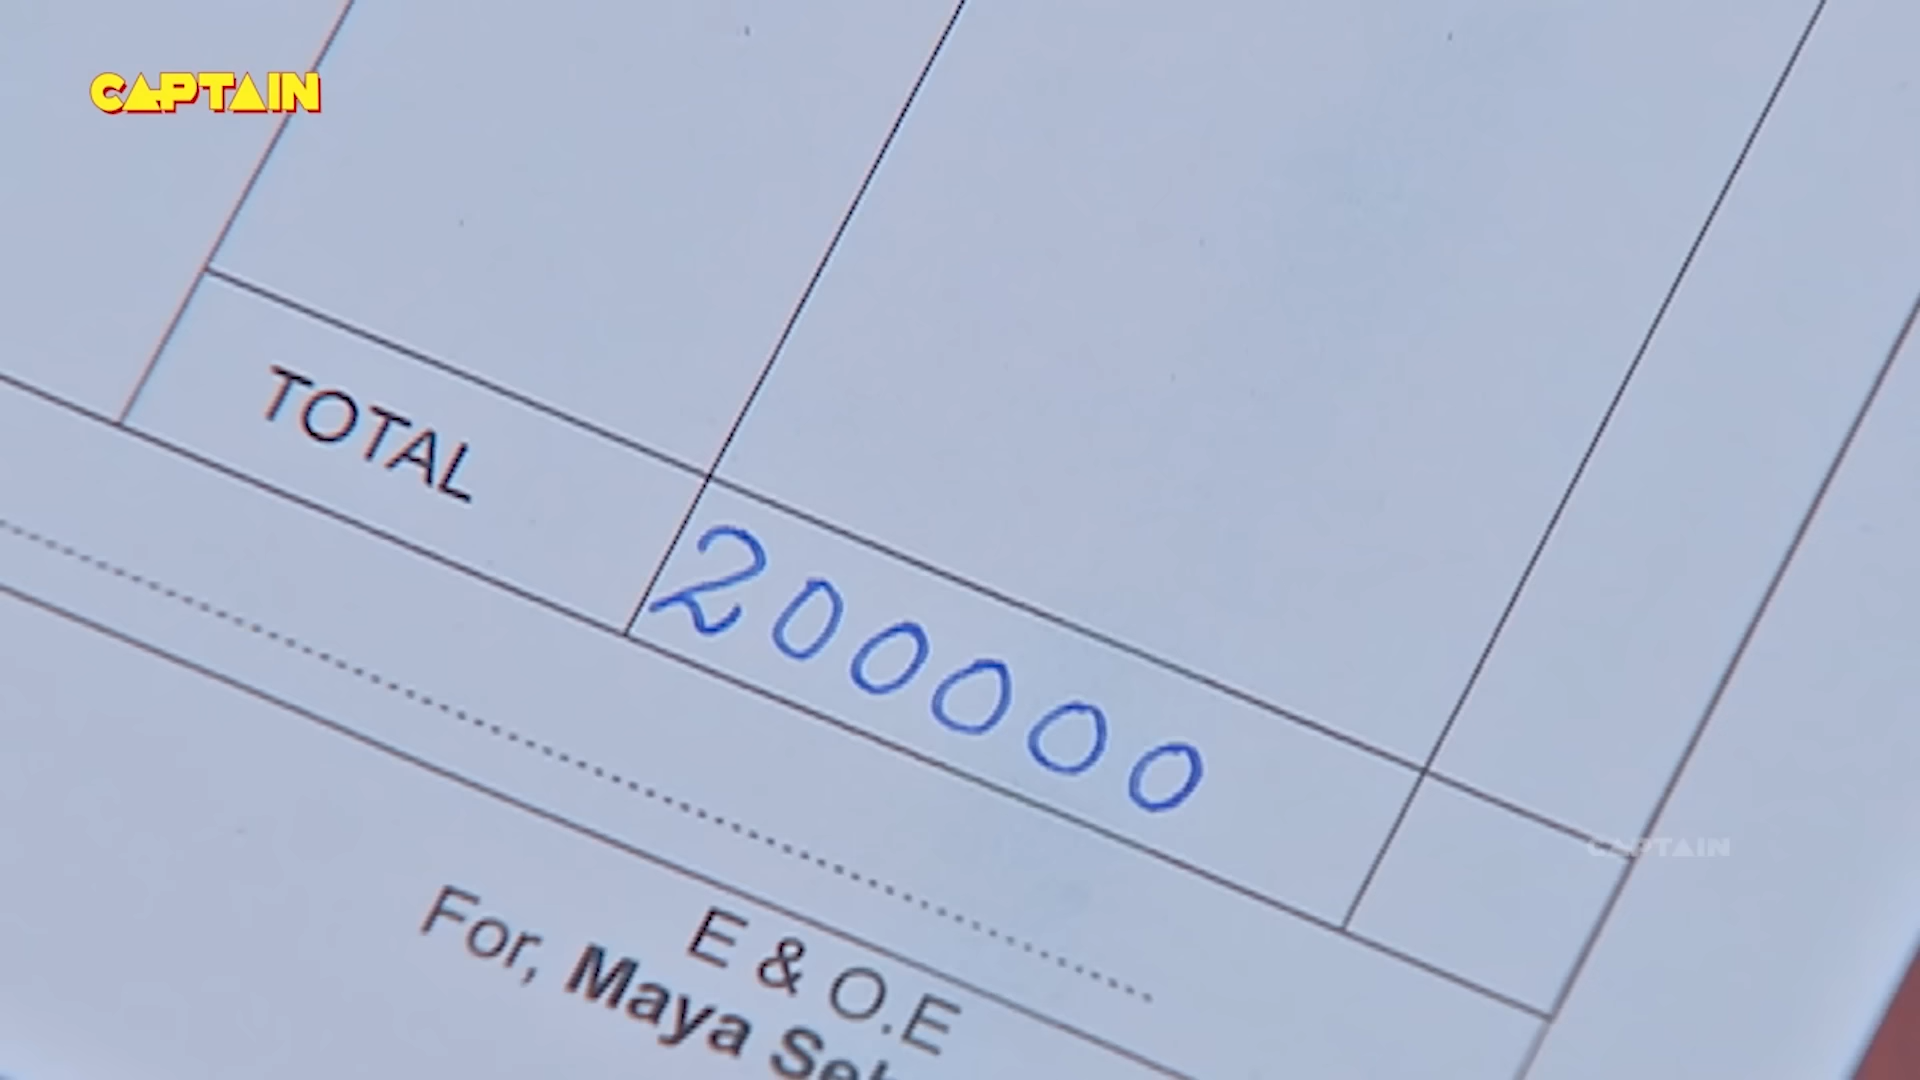 CAPTAIN
TOTAL
200000
CAPTAIN
E & O.E
For, Maya